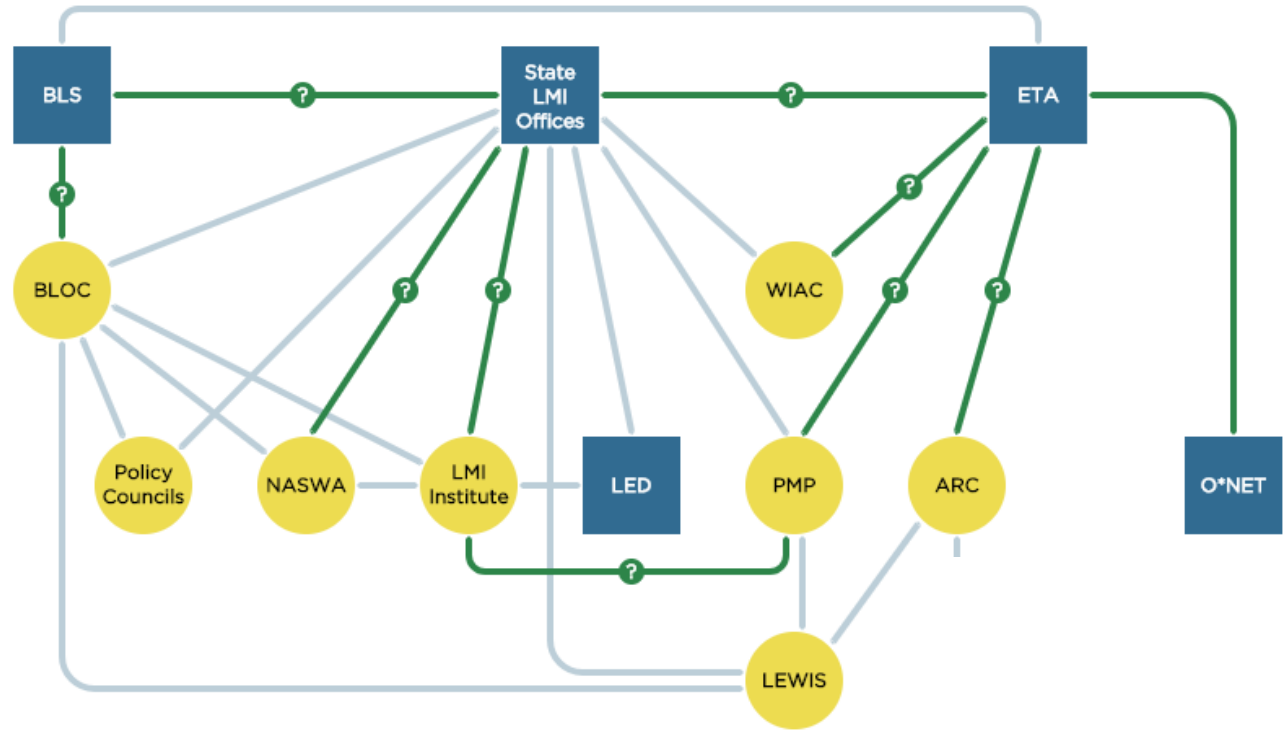 BLS
?
State
LMI
Offices
?
ETA
?
?
BLOC
?
?
WIAC
?
?
Policy
Councils
NASWA
LMI
Institute
LED
PMP
ARC
O*NET
?
LEWIS